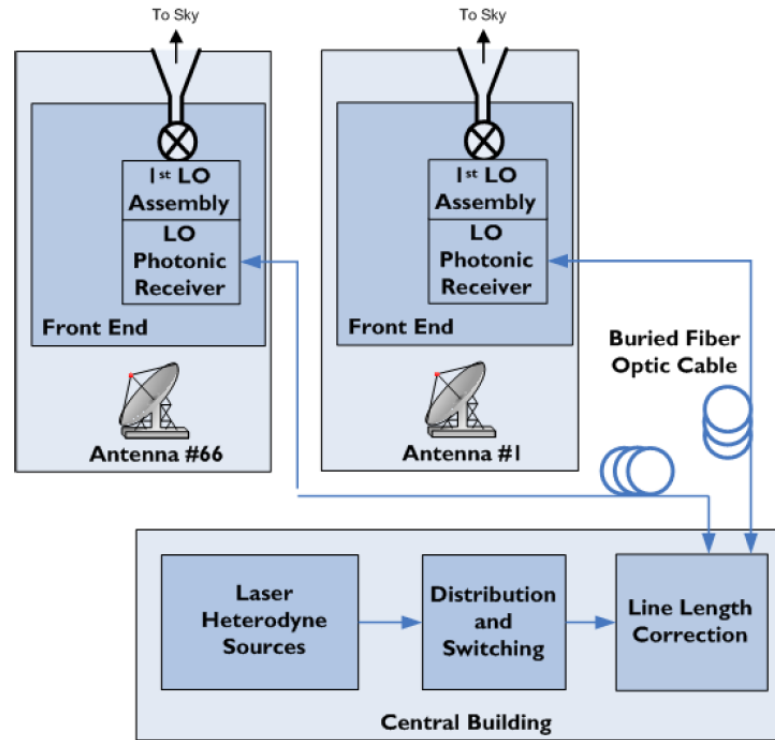 To Sky
1st LO
Assembly
LO
Photonic
Receiver
Front End
Antenna #66
To Sky
1st LO
Assembly
LO
Photonic
Receiver
Front End
Antenna #1
Buried Fiber
Optic Cable
Laser
Heterodyne
Sources
Distribution
and
Switching
Line Length
Correction
Central Building